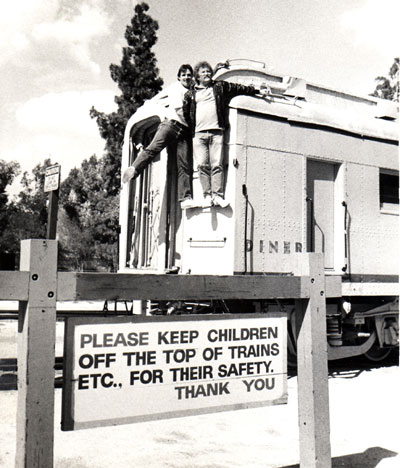 DINER
PLEASE KEEP CHILDREN
OFF THE TOP OF TRAINS
ETC., FOR THEIR SAFETY.
THANK YOU